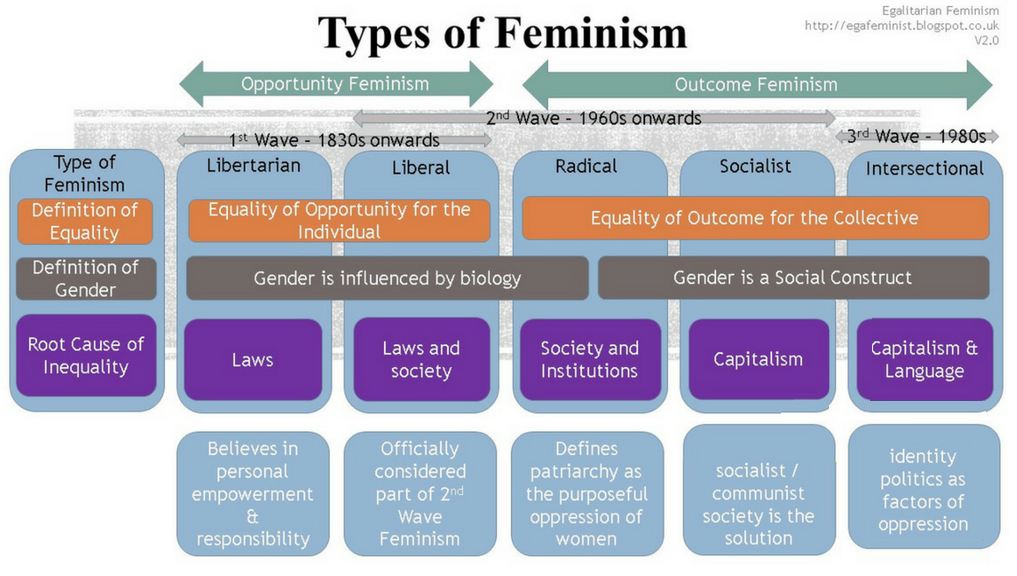 Types of Feminism
Egalitarian Feminism
http://egafeminist.blogspot.co.uk
V2.0
Opportunity Feminism
Outcome Feminism
2nd Wave - 1960s onwards
1st Wave - 1830s onwards
3rd Wave - 1980s
Type of
Feminism
Libertarian
Liberal
Radical
Socialist
Intersectional
Definition of
Equality
Equality of Opportunity for the
Individual
Equality of Outcome for the Collective
Definition of
Gender
Gender is influenced by biology
Gender is a Social Construct
Root Cause of
Inequality
Laws
Laws and
society
Society and
Institutions
Capitalism
Capitalism &
Language
Believes in
personal
empowerment
&
responsibility
Officially
considered
part of 2nd
Wave
Feminism
Defines
patriarchy as
the purposeful
oppression of
women
socialist /
communist
society is the
solution
identity
politics as
factors of
oppression